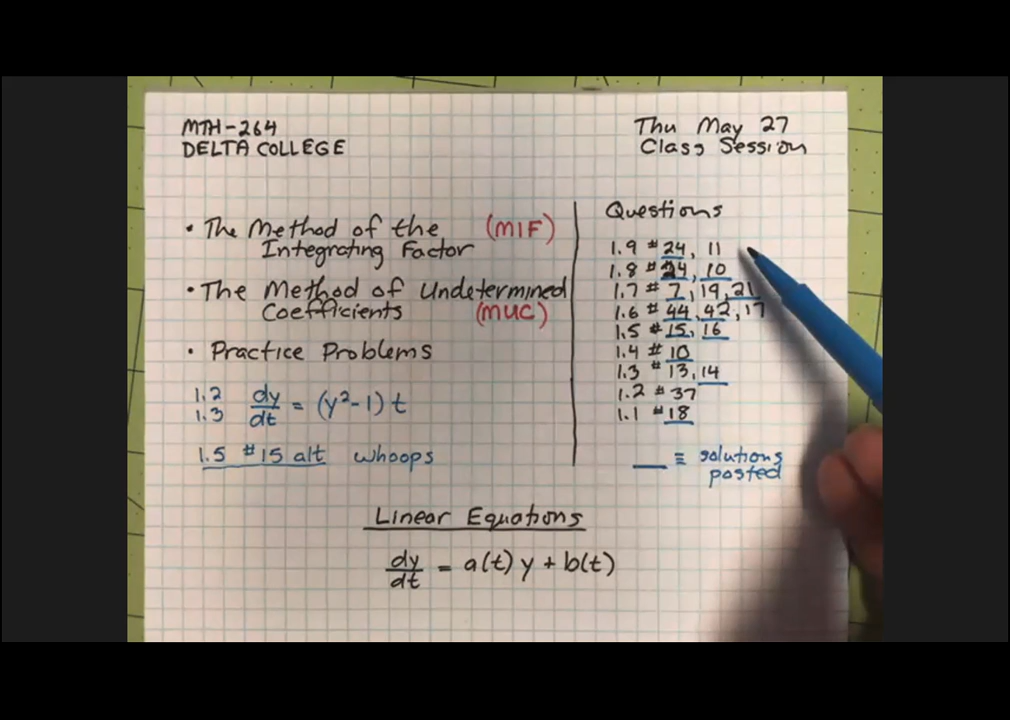 MTH-264
DELTA COLLEGE
Thu May 27
Class Session
• The Method of the (MIF)
Integrating Factor
• The Method of Undetermined
Coefficients (MUC)
• Practice Problems
1.2
1.3 dy/dt = (y²-1) t
1.5 # 15 alt whoops
Questions
1.9 # 24, 11
1.8 # 24, 10
1.7 # 7, 19, 21
1.6 # 44, 42, 17
1.5 # 15, 16
1.4 # 10
1.3 # 13, 14
1.2 # 37
1.1 # 18
__ ≡ solutions
posted
Linear Equations
dy/dt = a(t) y + b(t)